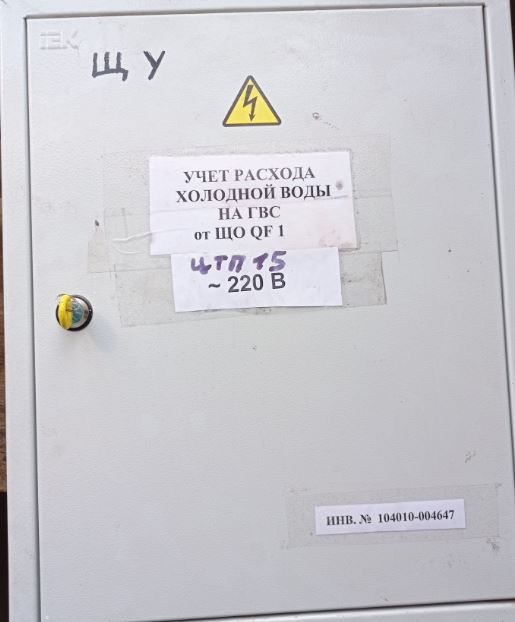 IEK
ЩУ
УЧЕТ РАСХОДА
ХОЛОДНОЙ ВОДЫ
НА ГВС
от ЩО QF 1
ЦТП 15
~ 220 В
ИНВ. № 104010-004647